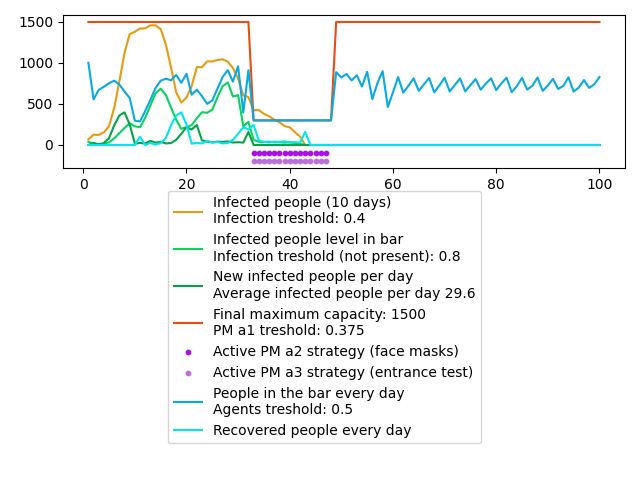 1500
1000
500
0
0
20
40
60
80
100
Infected people (10 days)
Infection treshold: 0.4
Infected people level in bar
Infection treshold (not present): 0.8
New infected people per day
Average infected people per day 29.6
Final maximum capacity: 1500
PM a1 treshold: 0.375
Active PM a2 strategy (face masks)
Active PM a3 strategy (entrance test)
People in the bar every day
Agents treshold: 0.5
Recovered people every day